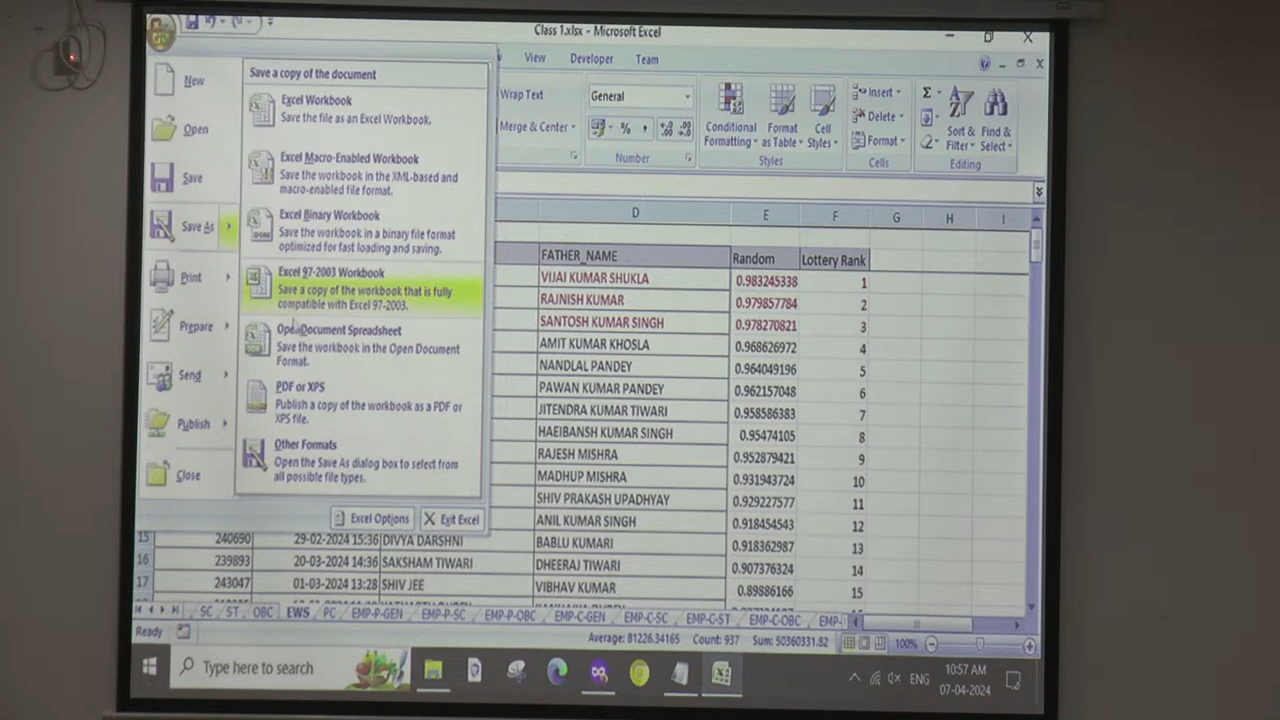 Class 1.xlsx - Microsoft Excel
View Developer Team
New
Open
Save
Save As
Print
Prepare
Send
Publish
Close
Save a copy of the document
Excel Workbook
Save the file as an Excel Workbook.
Excel Macro-Enabled Workbook
Save the workbook in the XML-based and
macro-enabled file format.
Excel Binary Workbook
Save the workbook in a binary file format
optimized for fast loading and saving.
Excel 97-2003 Workbook
Save a copy of the workbook that is fully
compatible with Excel 97-2003.
OpenDocument Spreadsheet
Save the workbook in the Open Document
Format.
PDF or XPS
Publish a copy of the workbook as a PDF or
XPS file.
Other Formats
Open the Save As dialog box to select from
all possible file types.
Excel Options
Exit Excel
Wrap Text
Merge & Center
General
%
Number
Conditional
Formatting
Format
as Table
Cell
Styles
Styles
Insert
Delete
Format
Cells
Σ
Sort &
Filter
Find &
Select
Editing
D E F G H I
FATHER_NAME Random Lottery Rank
VIJAI KUMAR SHUKLA 0.983245338 1
RAJNISH KUMAR 0.979857784 2
SANTOSH KUMAR SINGH 0.978270821 3
AMIT KUMAR KHOSLA 0.968626972 4
NANDLAL PANDEY 0.964049196 5
PAWAN KUMAR PANDEY 0.962157048 6
JITENDRA KUMAR TIWARI 0.958586383 7
HAEIBANSH KUMAR SINGH 0.95474105 8
RAJESH MISHRA 0.952879421 9
MADHUP MISHRA 0.931943724 10
SHIV PRAKASH UPADHYAY 0.929227577 11
ANIL KUMAR SINGH 0.918454543 12
15 240690 29-02-2024 15:36 DIVYA DARSHNI BABLU KUMARI 0.918362987 13
16 239893 20-03-2024 14:36 SAKSHAM TIWARI DHEERAJ TIWARI 0.907376324 14
17 243047 01-03-2024 13:28 SHIV JEE VIBHAV KUMAR 0.89886166 15
SC ST OBC EWS PC EMP-P-GEN EMP-P-SC EMP-P-OBC EMP-C-GEN EMP-C-SC EMP-C-ST EMP-C-OBC EMP-
Ready Average: 81226.34165 Count: 937 Sum: 50360331.82 100%
Type here to search
ENG
10:57 AM
07-04-2024